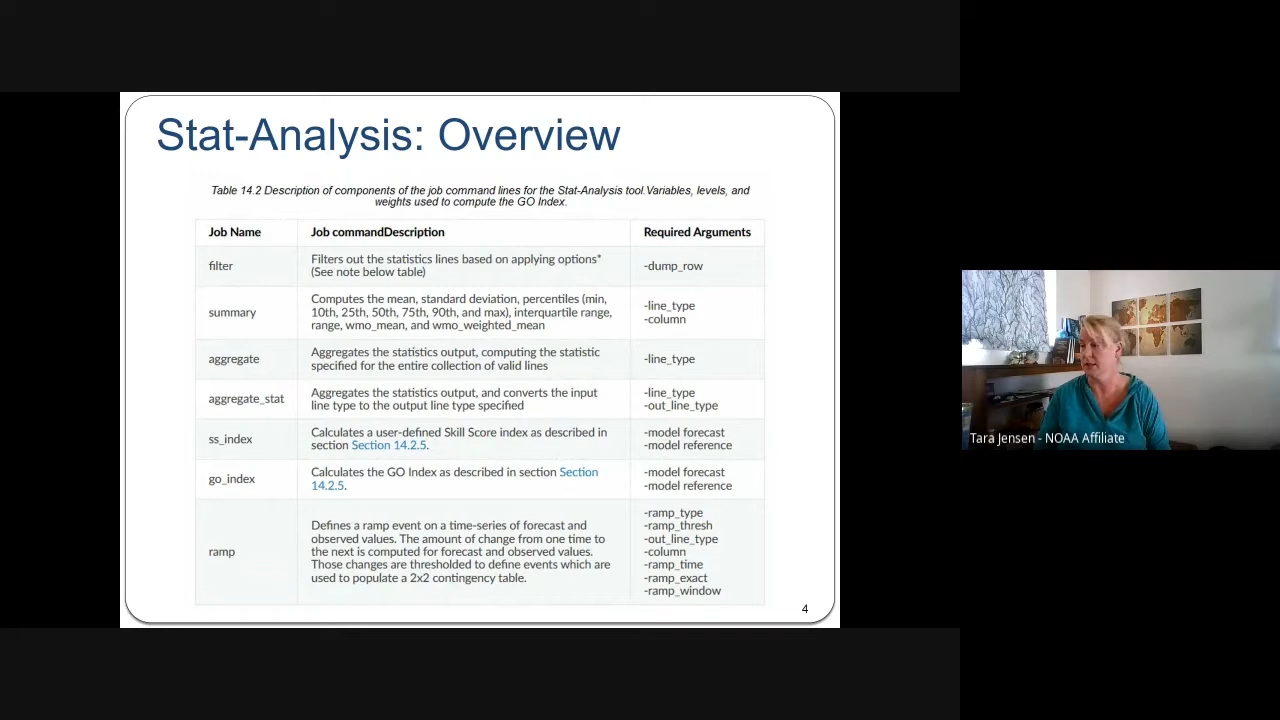 Stat-Analysis: Overview
Table 14.2 Description of components of the job command lines for the Stat-Analysis tool.Variables, levels, and
weights used to compute the GO Index.
Job Name
Job commandDescription
Required Arguments
filter
Filters out the statistics lines based on applying options*
(See note below table)
-dump_row
summary
Computes the mean, standard deviation, percentiles (min,
10th, 25th, 50th, 75th, 90th, and max), interquartile range,
range, wmo_mean, and wmo_weighted_mean
-line_type
-column
aggregate
Aggregates the statistics output, computing the statistic
specified for the entire collection of valid lines
-line_type
aggregate_stat
Aggregates the statistics output, and converts the input
line type to the output line type specified
-line_type
-out_line_type
ss_index
Calculates a user-defined Skill Score index as described in
section Section 14.2.5.
-model forecast
-model reference
go_index
Calculates the GO Index as described in section Section
14.2.5.
-model forecast
-model reference
ramp
Defines a ramp event on a time-series of forecast and
observed values. The amount of change from one time to
the next is computed for forecast and observed values.
Those changes are thresholded to define events which are
used to populate a 2x2 contingency table.
-ramp_type
-ramp_thresh
-out_line_type
-column
-ramp_time
-ramp_exact
-ramp_window
4
Tara Jensen - NOAA Affiliate